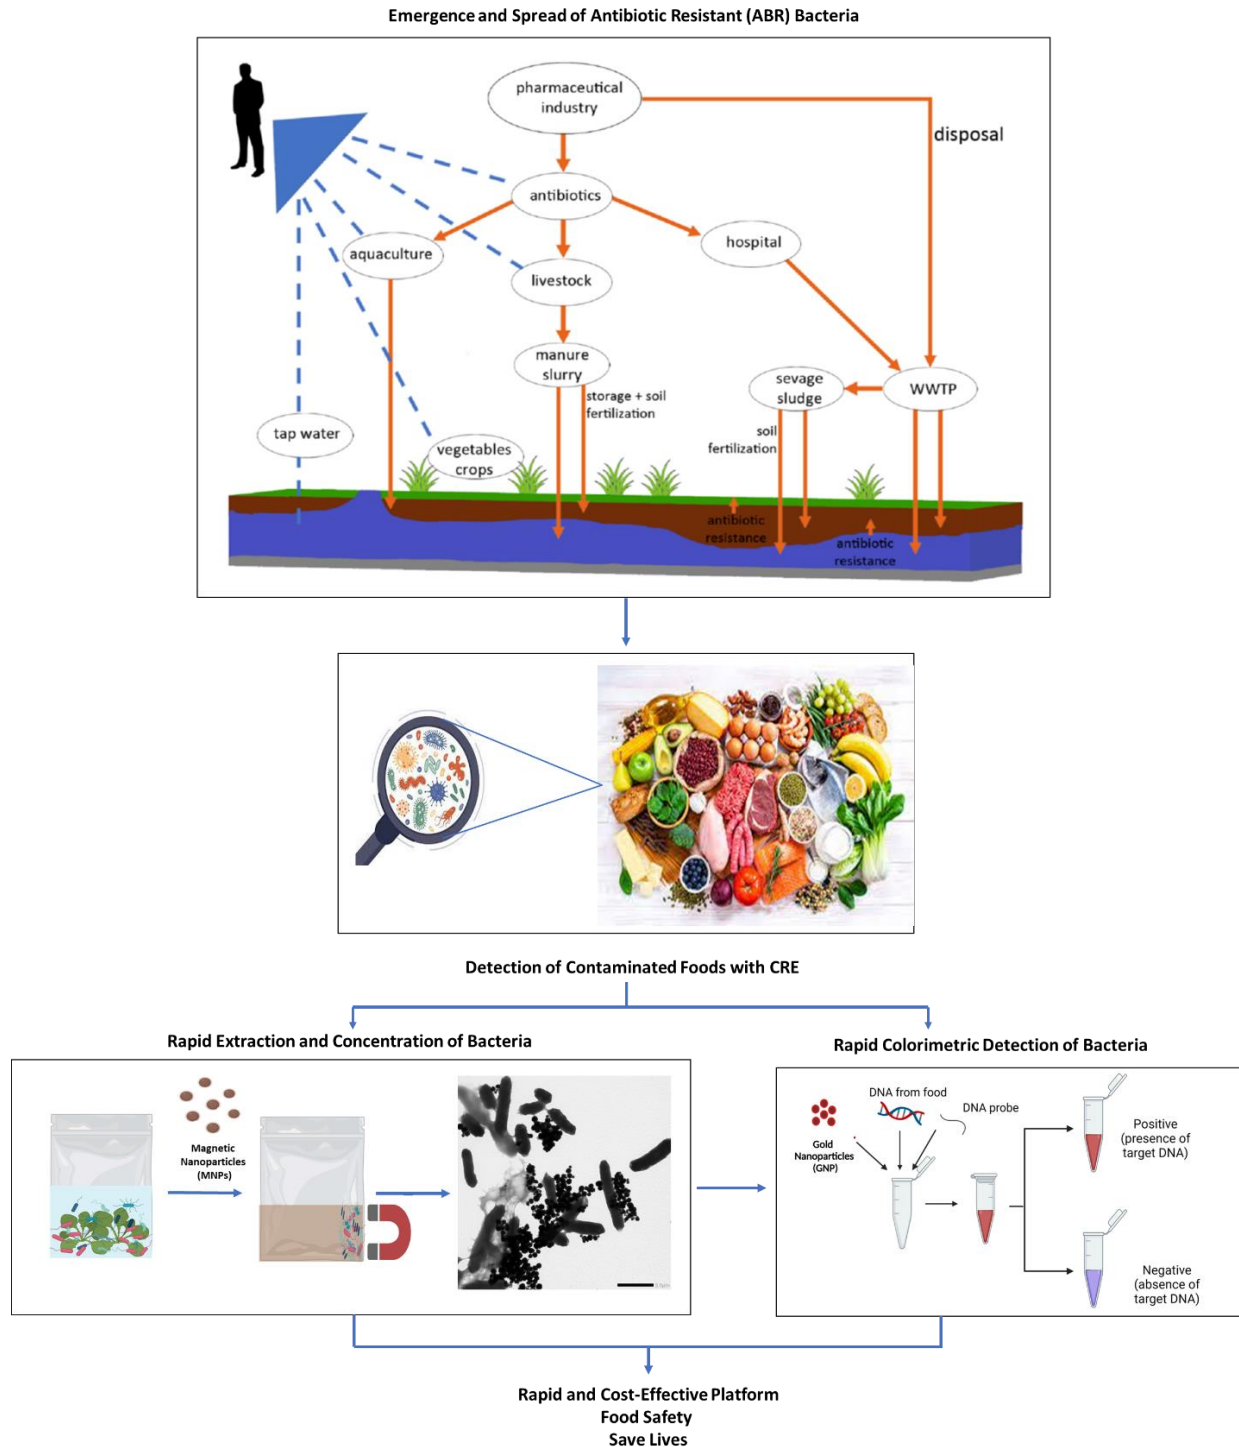 Emergence and Spread of Antibiotic Resistant (ABR) Bacteria
pharmaceutical
industry
disposal
antibiotics
aquaculture
hospital
livestock
manure
slurry
storage + soil
fertilization
sevage
sludge
WWTP
soil
fertilization
tap water
vegetables
crops
antibiotic
resistance
antibiotic
resistance
Detection of Contaminated Foods with CRE
Rapid Extraction and Concentration of Bacteria
Magnetic
Nanoparticles
(MNPs)
Rapid Colorimetric Detection of Bacteria
DNA from food
DNA probe
Gold
Nanoparticles
(GNP)
Positive
(presence of
target DNA)
Negative
(absence of
target DNA)
Rapid and Cost-Effective Platform
Food Safety
Save Lives